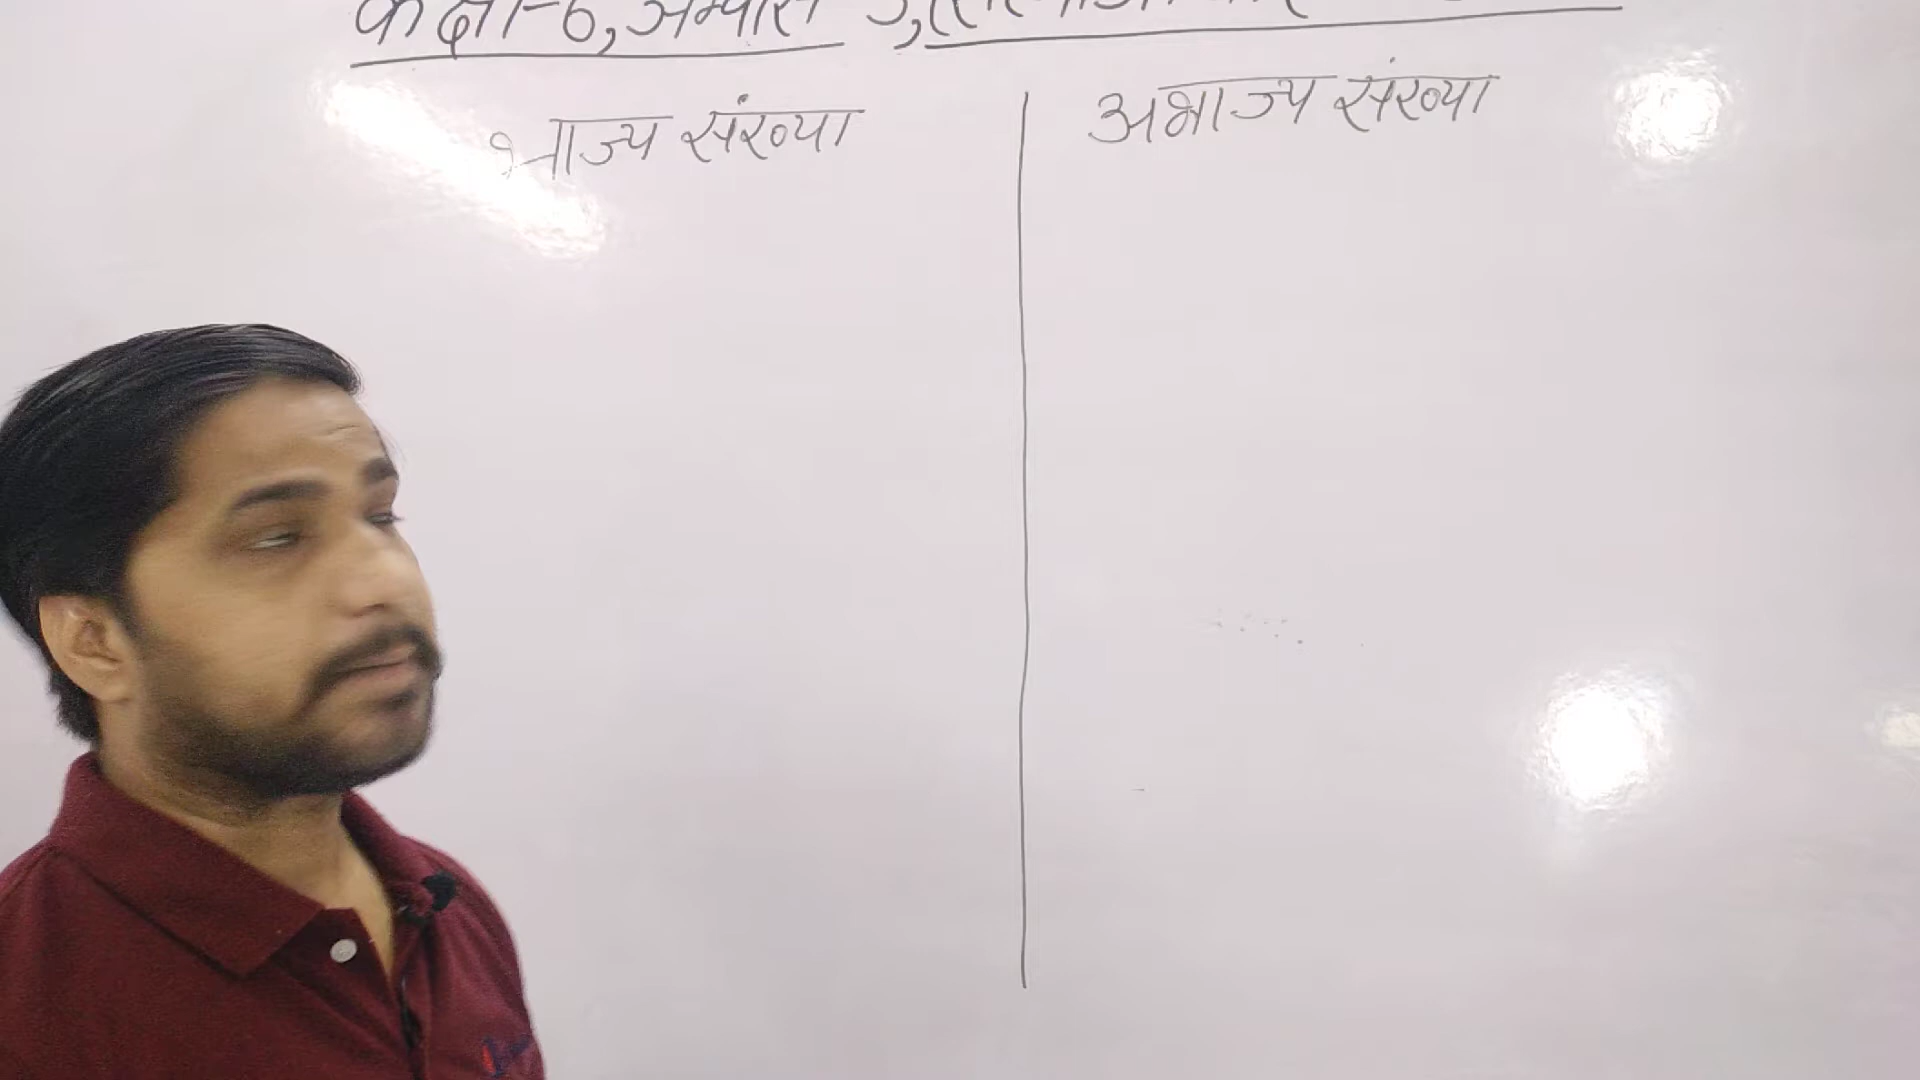 कक्षा-6, अभ्यास
भाज्य संख्या
अभाज्य संख्या